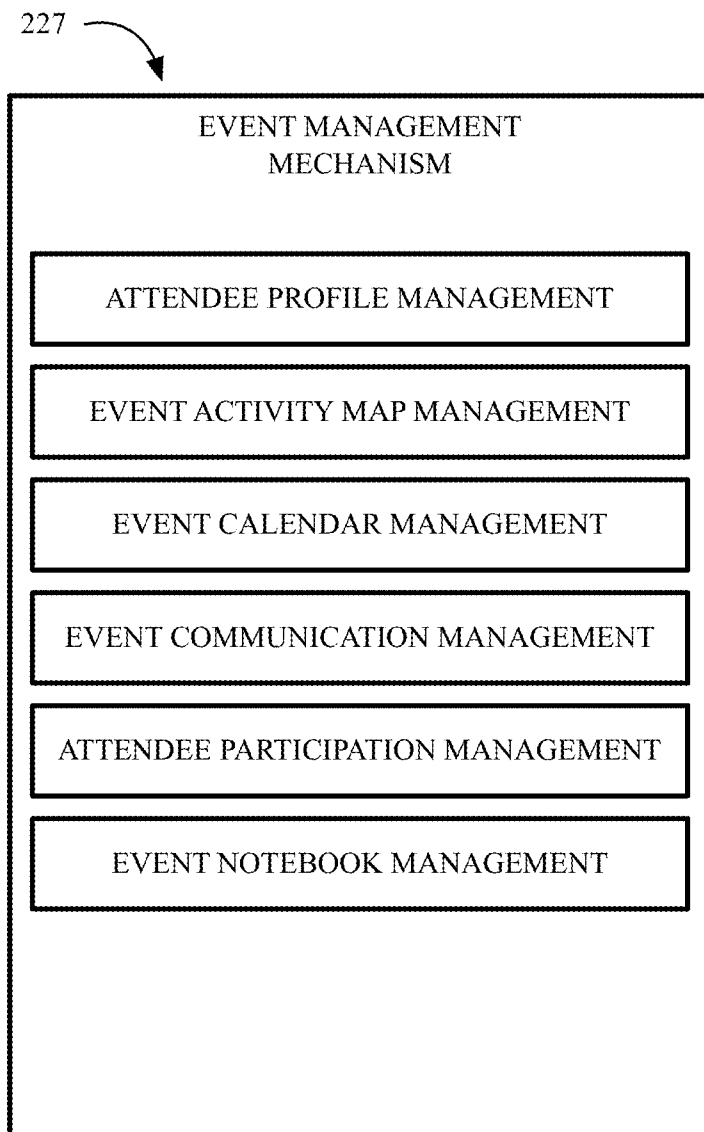 227
EVENT MANAGEMENT
MECHANISM
ATTENDEE PROFILE MANAGEMENT
EVENT ACTIVITY MAP MANAGEMENT
EVENT CALENDAR MANAGEMENT
EVENT COMMUNICATION MANAGEMENT
ATTENDEE PARTICIPATION MANAGEMENT
EVENT NOTEBOOK MANAGEMENT